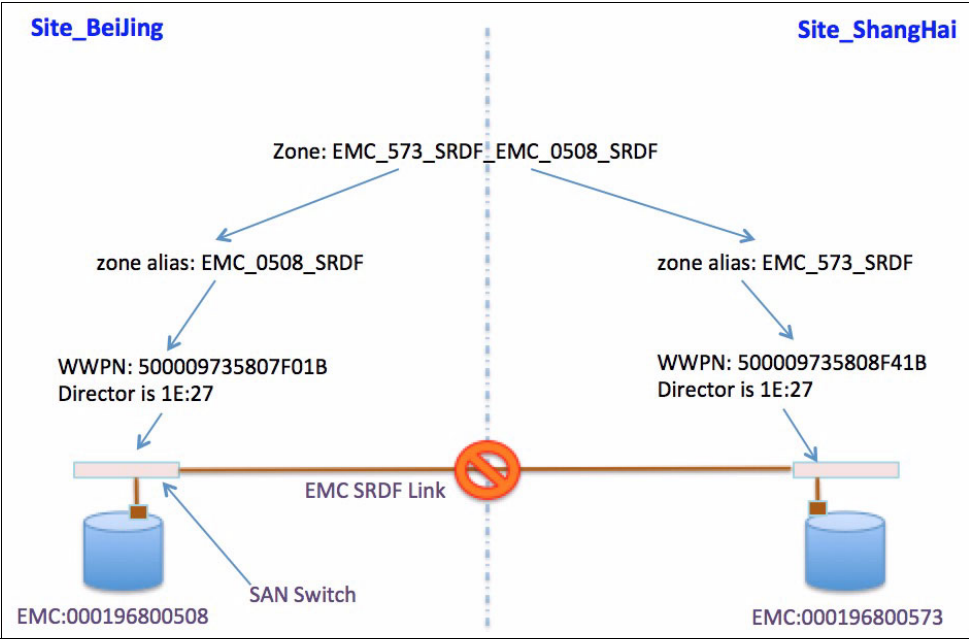 Site_BeiJing
Site_ShangHai
Zone: EMC_573_SRDF_EMC_0508_SRDF
zone alias: EMC_0508_SRDF
zone alias: EMC_573_SRDF
WWPN: 500009735807F01B
Director is 1E:27
WWPN: 500009735808F41B
Director is 1E:27
EMC SRDF Link
SAN Switch
EMC:000196800508
EMC:000196800573